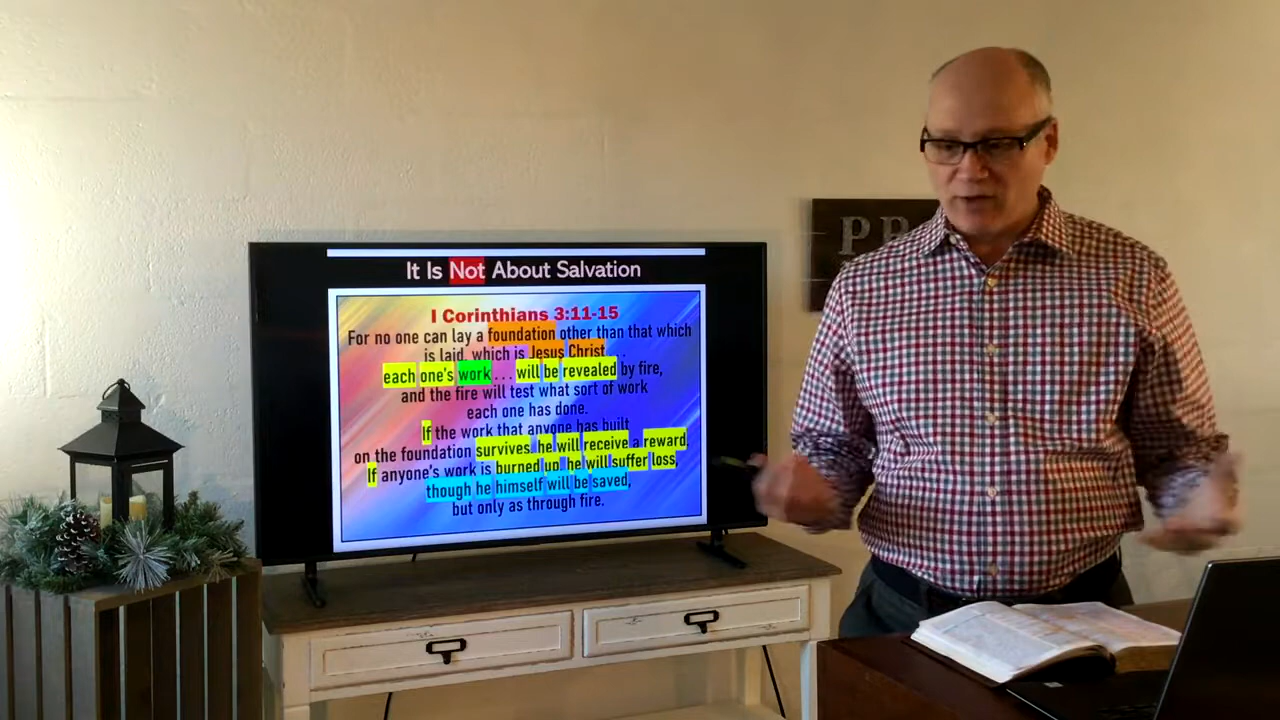 It Is Not About Salvation
I Corinthians 3:11-15
For no one can lay a foundation other than that which
is laid, which is Jesus Christ . . .
each one's work . . . will be revealed by fire,
and the fire will test what sort of work
each one has done.
If the work that anyone has built
on the foundation survives, he will receive a reward.
If anyone's work is burned up, he will suffer loss,
though he himself will be saved,
but only as through fire.